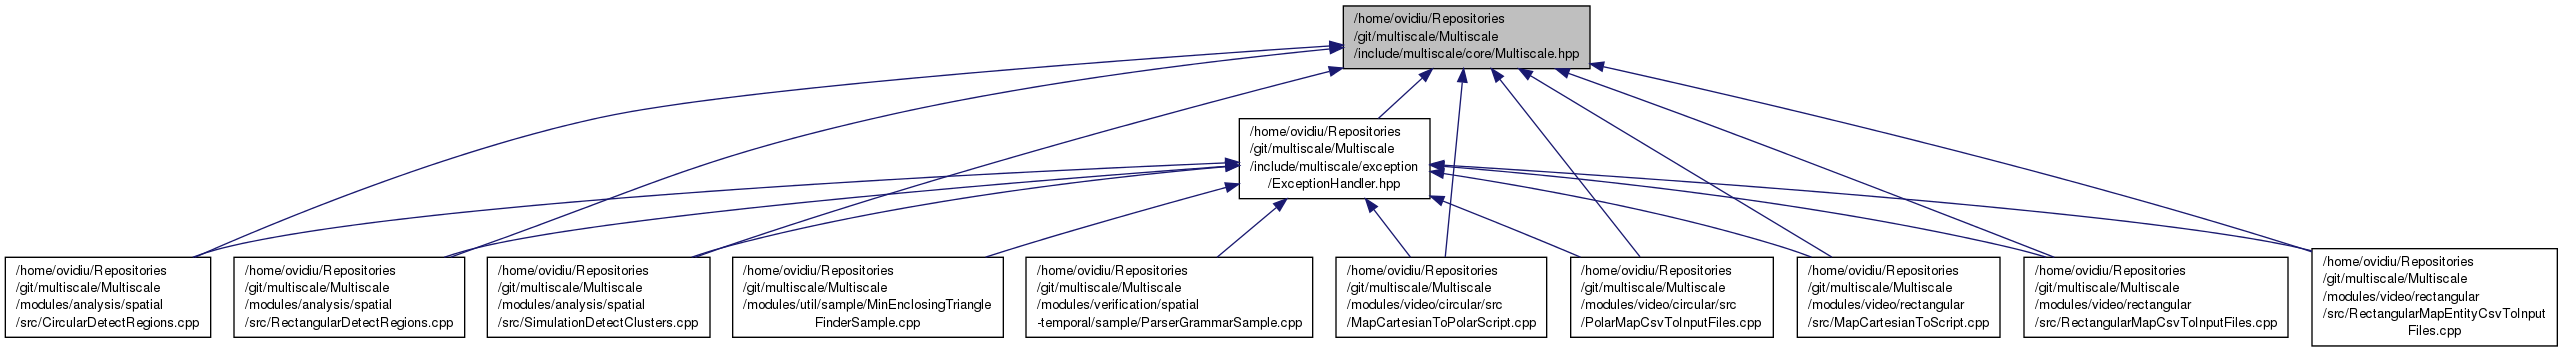 /home/ovidiu/Repositories
/git/multiscale/Multiscale
/include/multiscale/core/Multiscale.hpp
/home/ovidiu/Repositories
/git/multiscale/Multiscale
/include/multiscale/exception
/ExceptionHandler.hpp
/home/ovidiu/Repositories
/git/multiscale/Multiscale
/modules/analysis/spatial
/src/CircularDetectRegions.cpp
/home/ovidiu/Repositories
/git/multiscale/Multiscale
/modules/analysis/spatial
/src/RectangularDetectRegions.cpp
/home/ovidiu/Repositories
/git/multiscale/Multiscale
/modules/analysis/spatial
/src/SimulationDetectClusters.cpp
/home/ovidiu/Repositories
/git/multiscale/Multiscale
/modules/util/sample/MinEnclosingTriangle
FinderSample.cpp
/home/ovidiu/Repositories
/git/multiscale/Multiscale
/modules/verification/spatial
-temporal/sample/ParserGrammarSample.cpp
/home/ovidiu/Repositories
/git/multiscale/Multiscale
/modules/video/circular/src
/MapCartesianToPolarScript.cpp
/home/ovidiu/Repositories
/git/multiscale/Multiscale
/modules/video/circular/src
/PolarMapCsvToInputFiles.cpp
/home/ovidiu/Repositories
/git/multiscale/Multiscale
/modules/video/rectangular
/src/MapCartesianToScript.cpp
/home/ovidiu/Repositories
/git/multiscale/Multiscale
/modules/video/rectangular
/src/RectangularMapCsvToInputFiles.cpp
/home/ovidiu/Repositories
/git/multiscale/Multiscale
/modules/video/rectangular
/src/RectangularMapEntityCsvToInput
Files.cpp